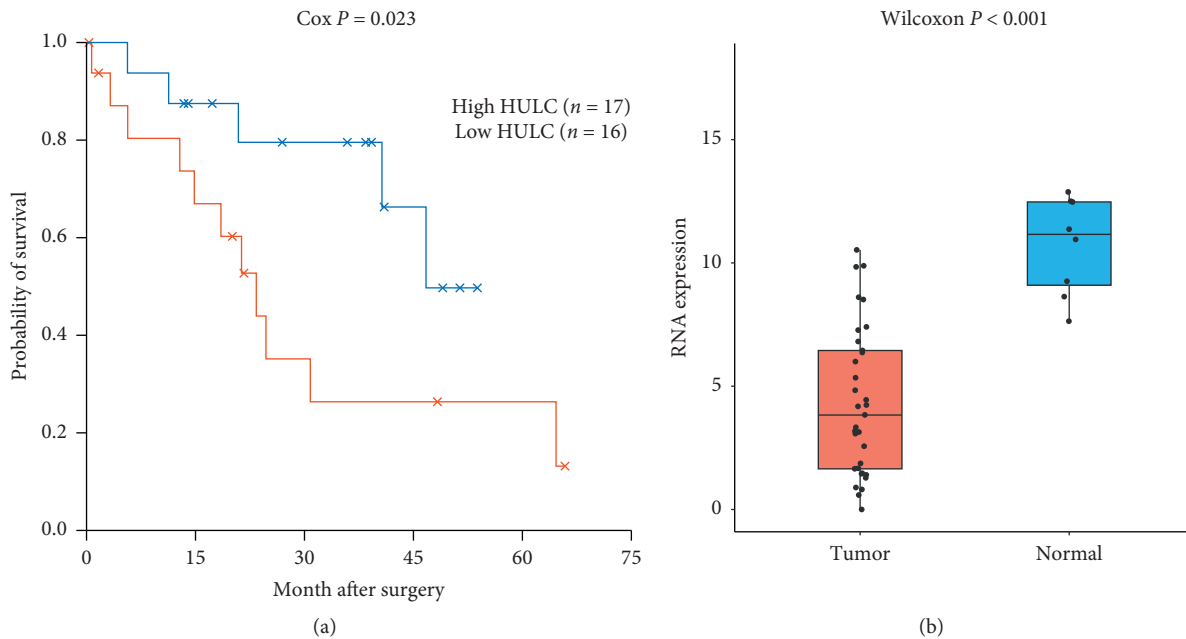 Cox P = 0.023
1.0
0.8
0.6
0.4
0.2
0.0
Probability of survival
High HULC (n = 17)
Low HULC (n = 16)
0 15 30 45 60 75
Month after surgery
(a)
Wilcoxon P < 0.001
15
10
5
0
RNA expression
Tumor Normal
(b)